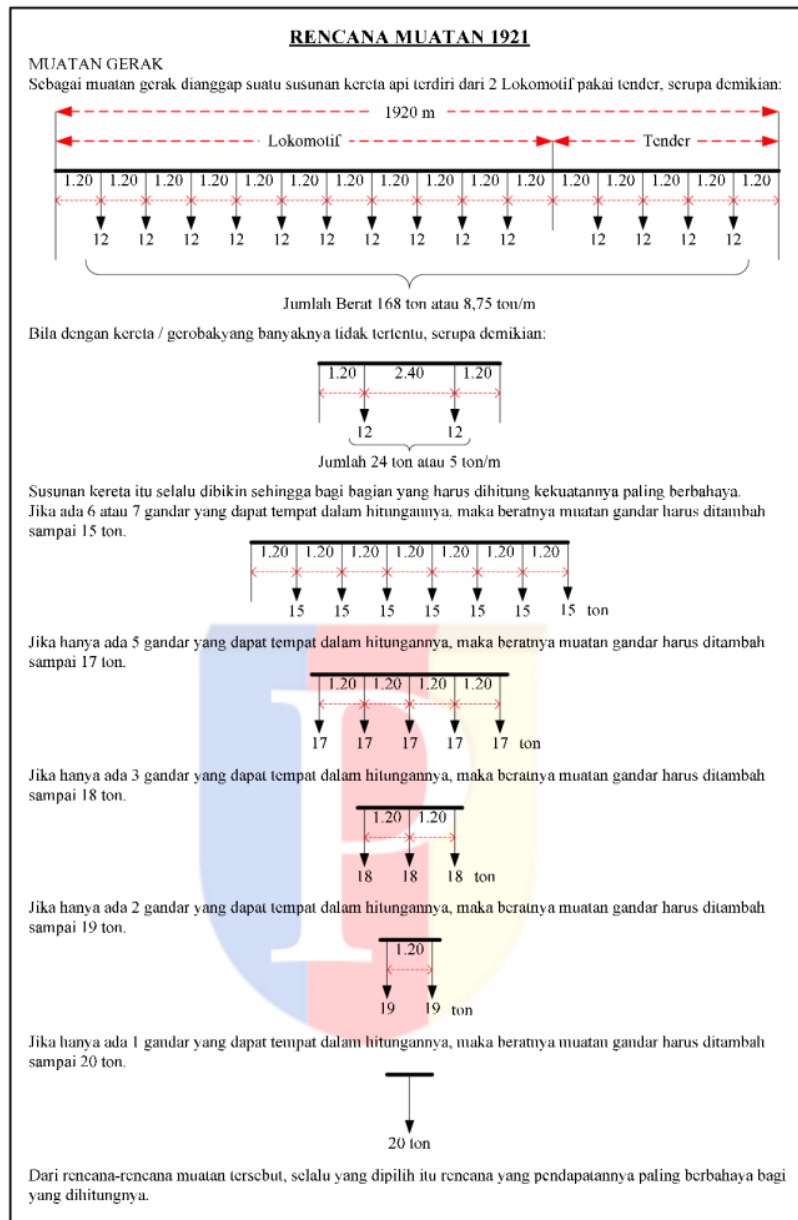 RENCANA MUATAN 1921
MUATAN GERAK
Sebagai muatan gerak dianggap suatu susunan kereta api terdiri dari 2 Lokomotif pakai tender, serupa demikian:
1920 m
Lokomotif Tender
1.20 1.20 1.20 1.20 1.20 1.20 1.20 1.20 1.20 1.20 1.20 1.20 1.20 1.20 1.20 1.20
12 12 12 12 12 12 12 12 12 12 12 12 12 12
Jumlah Berat 168 ton atau 8,75 ton/m
Bila dengan kereta / gerobakyang banyaknya tidak tertentu, serupa demikian:
1.20 2.40 1.20
12 12
Jumlah 24 ton atau 5 ton/m
Susunan kereta itu selalu dibikin sehingga bagi bagian yang harus dihitung kekuatannya paling berbahaya.
Jika ada 6 atau 7 gandar yang dapat tempat dalam hitungannya, maka beratnya muatan gandar harus ditambah
sampai 15 ton.
1.20 1.20 1.20 1.20 1.20 1.20 1.20
15 15 15 15 15 15 15 ton
Jika hanya ada 5 gandar yang dapat tempat dalam hitungannya, maka beratnya muatan gandar harus ditambah
sampai 17 ton.
1.20 1.20 1.20 1.20
17 17 17 17 17 ton
Jika hanya ada 3 gandar yang dapat tempat dalam hitungannya, maka beratnya muatan gandar harus ditambah
sampai 18 ton.
1.20 1.20
18 18 18 ton
Jika hanya ada 2 gandar yang dapat tempat dalam hitungannya, maka beratnya muatan gandar harus ditambah
sampai 19 ton.
1.20
19 19 ton
Jika hanya ada 1 gandar yang dapat tempat dalam hitungannya, maka beratnya muatan gandar harus ditambah
sampai 20 ton.
20 ton
Dari rencana-rencana muatan tersebut, selalu yang dipilih itu rencana yang pendapatannya paling berbahaya bagi
yang dihitungnya.
P